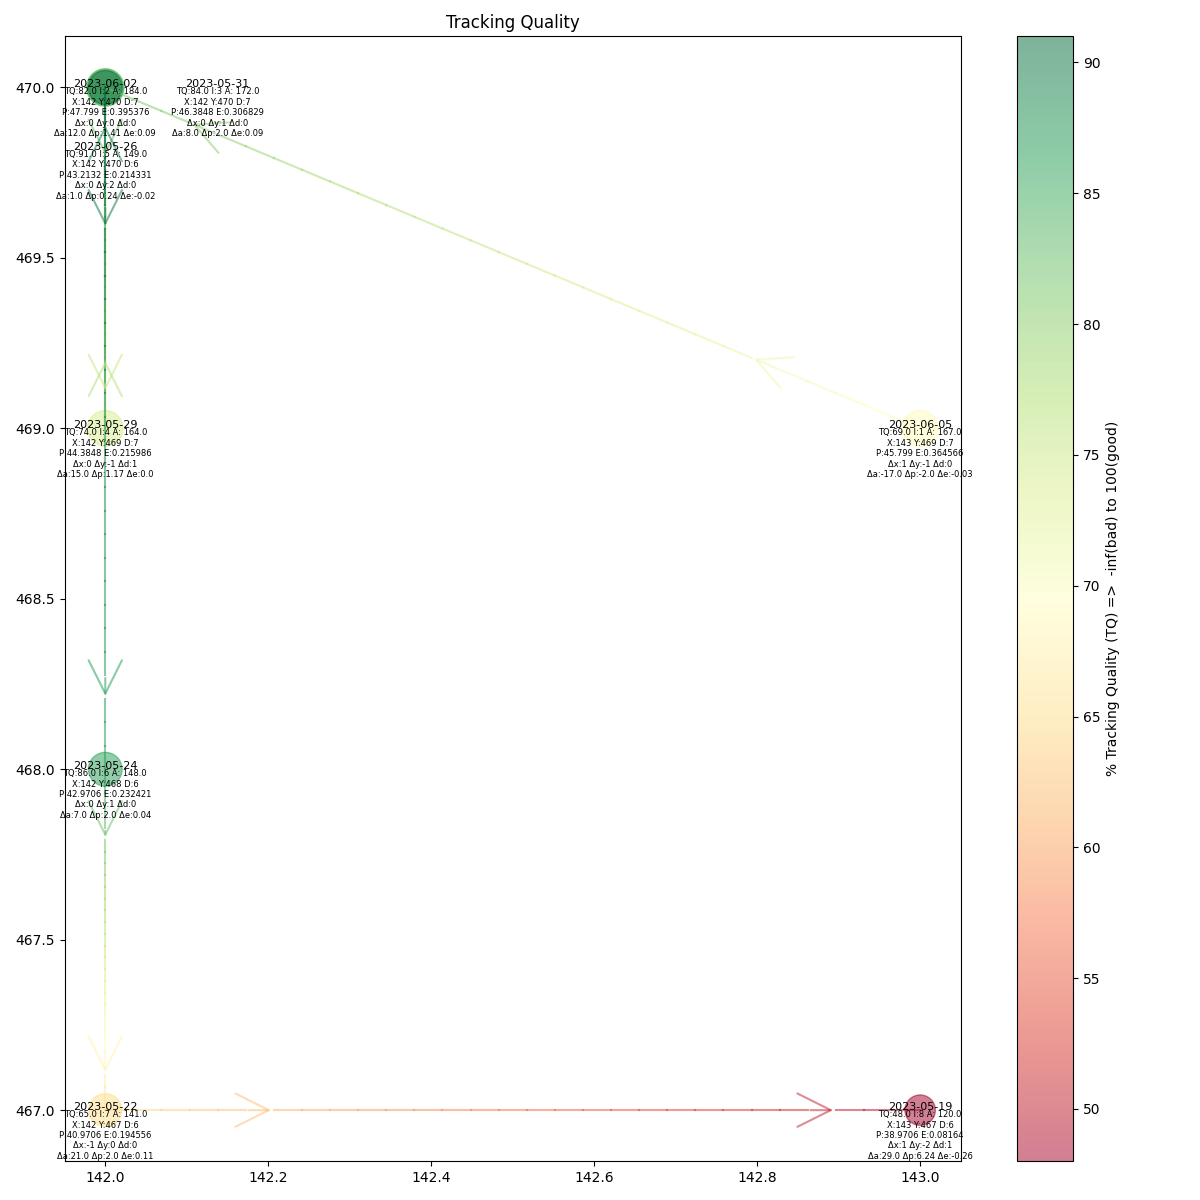 Tracking Quality
470.0
469.5
469.0
468.5
468.0
467.5
467.0
142.0
142.2
142.4
142.6
142.8
143.0
2023-06-02
TQ:82.0 I:2 A: 184.0
X:142 Y:470 D:7
P:47.799 E:0.395376
Δx:0 Δy:0 Δd:0
Δa:12.0 Δp:1.41 Δe:0.09
2023-05-31
TQ:84.0 I:3 A: 172.0
X:142 Y:470 D:7
P:46.3848 E:0.306829
Δx:0 Δy:1 Δd:0
Δa:8.0 Δp:2.0 Δe:0.09
2023-05-26
TQ:91.0 I:5 A: 149.0
X:142 Y:470 D:6
P:43.2132 E:0.214331
Δx:0 Δy:2 Δd:0
Δa:1.0 Δp:0.24 Δe:-0.02
2023-05-29
TQ:74.0 I:4 A: 164.0
X:142 Y:469 D:7
P:44.3848 E:0.215986
Δx:0 Δy:-1 Δd:1
Δa:15.0 Δp:1.17 Δe:0.0
2023-06-05
TQ:69.0 I:1 A: 167.0
X:143 Y:469 D:7
P:45.799 E:0.364566
Δx:1 Δy:-1 Δd:0
Δa:-17.0 Δp:-2.0 Δe:-0.03
2023-05-24
TQ:86.0 I:6 A: 148.0
X:142 Y:468 D:6
P:42.9706 E:0.232421
Δx:0 Δy:1 Δd:0
Δa:7.0 Δp:2.0 Δe:0.04
2023-05-22
TQ:65.0 I:7 A: 141.0
X:142 Y:467 D:6
P:40.9706 E:0.194556
Δx:-1 Δy:0 Δd:0
Δa:21.0 Δp:2.0 Δe:0.11
2023-05-19
TQ:48.0 I:8 A: 120.0
X:143 Y:467 D:6
P:38.9706 E:0.08164
Δx:1 Δy:-2 Δd:1
Δa:29.0 Δp:6.24 Δe:-0.26
90
85
80
75
70
65
60
55
50
% Tracking Quality (TQ) => -inf(bad) to 100(good)